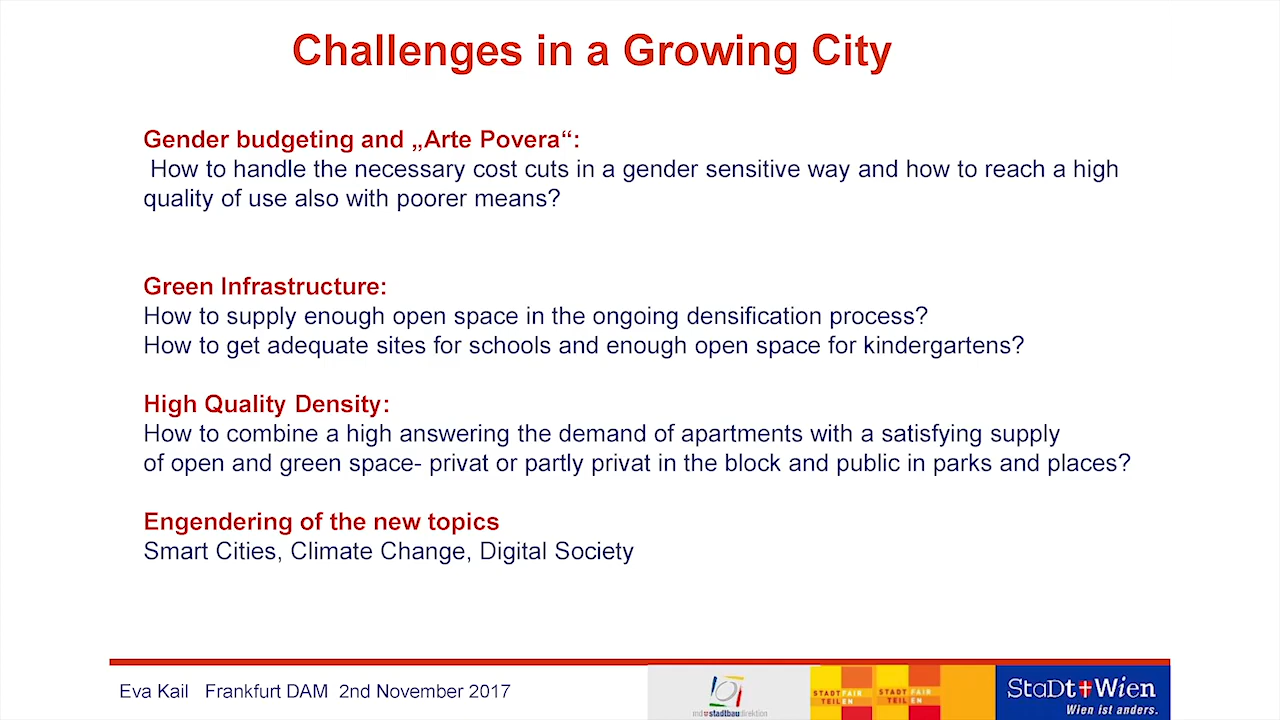 Challenges in a Growing City
Gender budgeting and „Arte Povera“:
How to handle the necessary cost cuts in a gender sensitive way and how to reach a high
quality of use also with poorer means?
Green Infrastructure:
How to supply enough open space in the ongoing densification process?
How to get adequate sites for schools and enough open space for kindergartens?
High Quality Density:
How to combine a high answering the demand of apartments with a satisfying supply
of open and green space- privat or partly privat in the block and public in parks and places?
Engendering of the new topics
Smart Cities, Climate Change, Digital Society
Eva Kail Frankfurt DAM 2nd November 2017
md stadtbaudirektion
STADT FAIR
TEILEN
STADT FAIR
TEILEN
StaDt Wien
Wien ist anders.